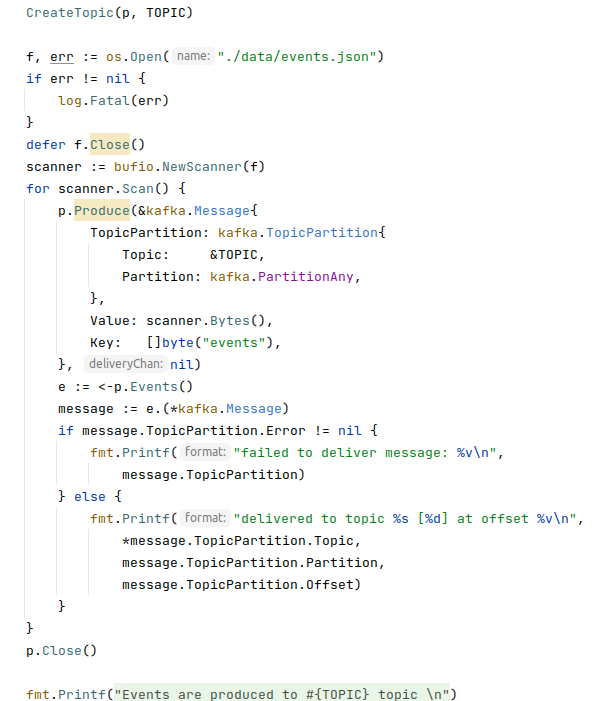 CreateTopic(p, TOPIC)

f, err := os.Open( name: "./data/events.json")
if err != nil {
    log.Fatal(err)
}
defer f.Close()
scanner := bufio.NewScanner(f)
for scanner.Scan() {
    p.Produce(&kafka.Message{
        TopicPartition: kafka.TopicPartition{
            Topic:     &TOPIC,
            Partition: kafka.PartitionAny,
        },
        Value: scanner.Bytes(),
        Key:   []byte("events"),
    }, deliveryChan: nil)
    e := <-p.Events()
    message := e.(*kafka.Message)
    if message.TopicPartition.Error != nil {
        fmt.Printf( format: "failed to deliver message: %v\n",
            message.TopicPartition)
    } else {
        fmt.Printf( format: "delivered to topic %s [%d] at offset %v\n",
            *message.TopicPartition.Topic,
            message.TopicPartition.Partition,
            message.TopicPartition.Offset)
    }
}
p.Close()

fmt.Printf("Events are produced to #{TOPIC} topic \n")